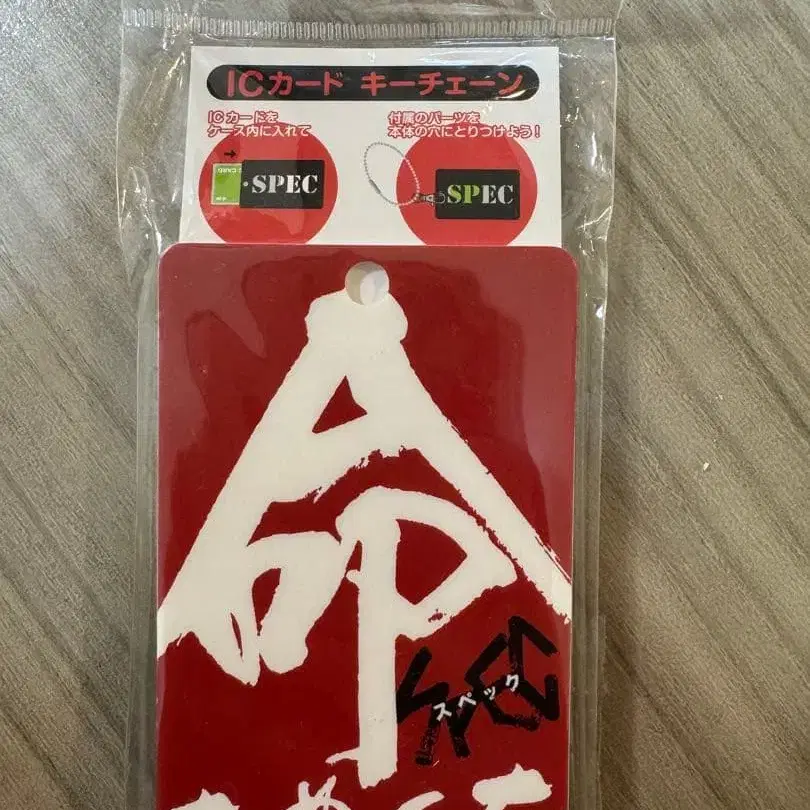 ICカード キーチェーン
ICカードを
ケース内に入れて
付属のパーツを
本体の穴にとりつけよう!
SPEC
SPEC
命
SPEC
スペック